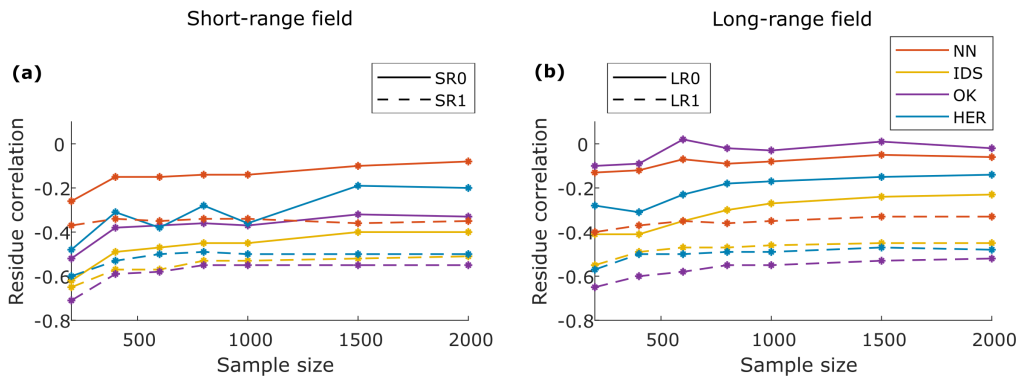 Short-range field
Long-range field
(a)
SR0
SR1
(b)
LR0
LR1
NN
IDS
OK
HER
Residue correlation
0
-0.2
-0.4
-0.6
-0.8
500
1000
1500
2000
Sample size
Residue correlation
0
-0.2
-0.4
-0.6
-0.8
500
1000
1500
2000
Sample size